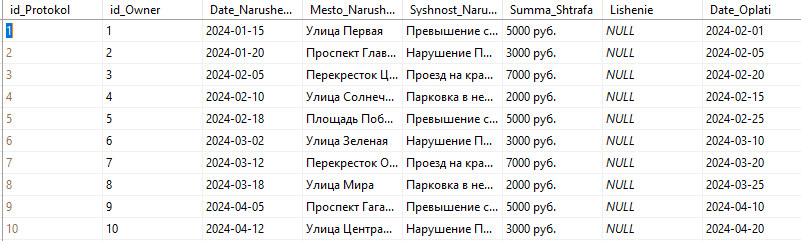 id_Protokol id_Owner Date_Narushe... Mesto_Narush... Syshnost_Naru... Summa_Shtrafa Lishenie Date_Oplati
1 1 2024-01-15 Улица Первая Превышение с... 5000 руб. NULL 2024-02-01
2 2 2024-01-20 Проспект Глав... Нарушение П... 3000 руб. NULL 2024-02-05
3 3 2024-02-05 Перекресток Ц... Проезд на кра... 7000 руб. NULL 2024-02-20
4 4 2024-02-10 Улица Солнеч... Парковка в не... 2000 руб. NULL 2024-02-15
5 5 2024-02-18 Площадь Поб... Превышение с... 5000 руб. NULL 2024-02-25
6 6 2024-03-02 Улица Зеленая Нарушение П... 3000 руб. NULL 2024-03-10
7 7 2024-03-12 Перекресток О... Проезд на кра... 7000 руб. NULL 2024-03-20
8 8 2024-03-18 Улица Мира Парковка в не... 2000 руб. NULL 2024-03-25
9 9 2024-04-05 Проспект Гага... Превышение с... 5000 руб. NULL 2024-04-10
10 10 2024-04-12 Улица Центра... Нарушение П... 3000 руб. NULL 2024-04-20